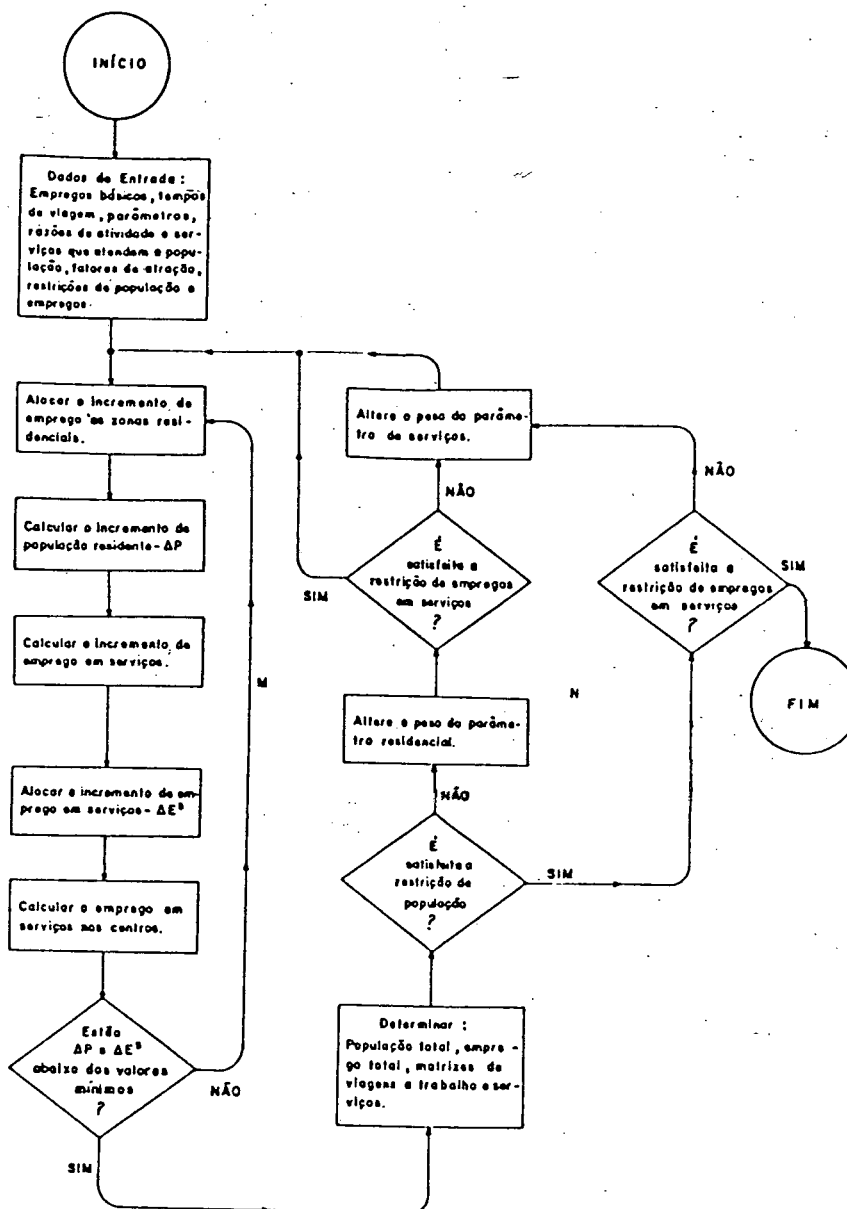 INÍCIO
Dados de Entrada :
Empregos básicos, tempos
de viagem, parâmetros,
razões de atividade e ser-
viços que atendem a popu-
lação, fatores de atração,
restrições de população e
empregos.
Alocar o incremento de
emprego às zonas resi-
denciais.
Calcular o incremento de
população residente - ΔP
Calcular o incremento de
emprego em serviços.
Alocar o incremento de em-
prego em serviços - ΔEˢ
Calcular o emprego em
serviços nos centros.
Estão
ΔP e ΔEˢ
abaixo dos valores
mínimos
?
NÃO
SIM
M
Determinar :
População total, empre-
go total, matrizes de
viagens a trabalho e ser-
viços.
É
satisfeita a
restrição de
população
?
SIM
NÃO
Altere o peso do parâme-
tro residencial.
N
É
satisfeita a
restrição de empregos
em serviços
?
SIM
NÃO
Altere o peso do parâme-
tro de serviços.
É
satisfeita a
restrição de empregos
em serviços
?
NÃO
SIM
FIM